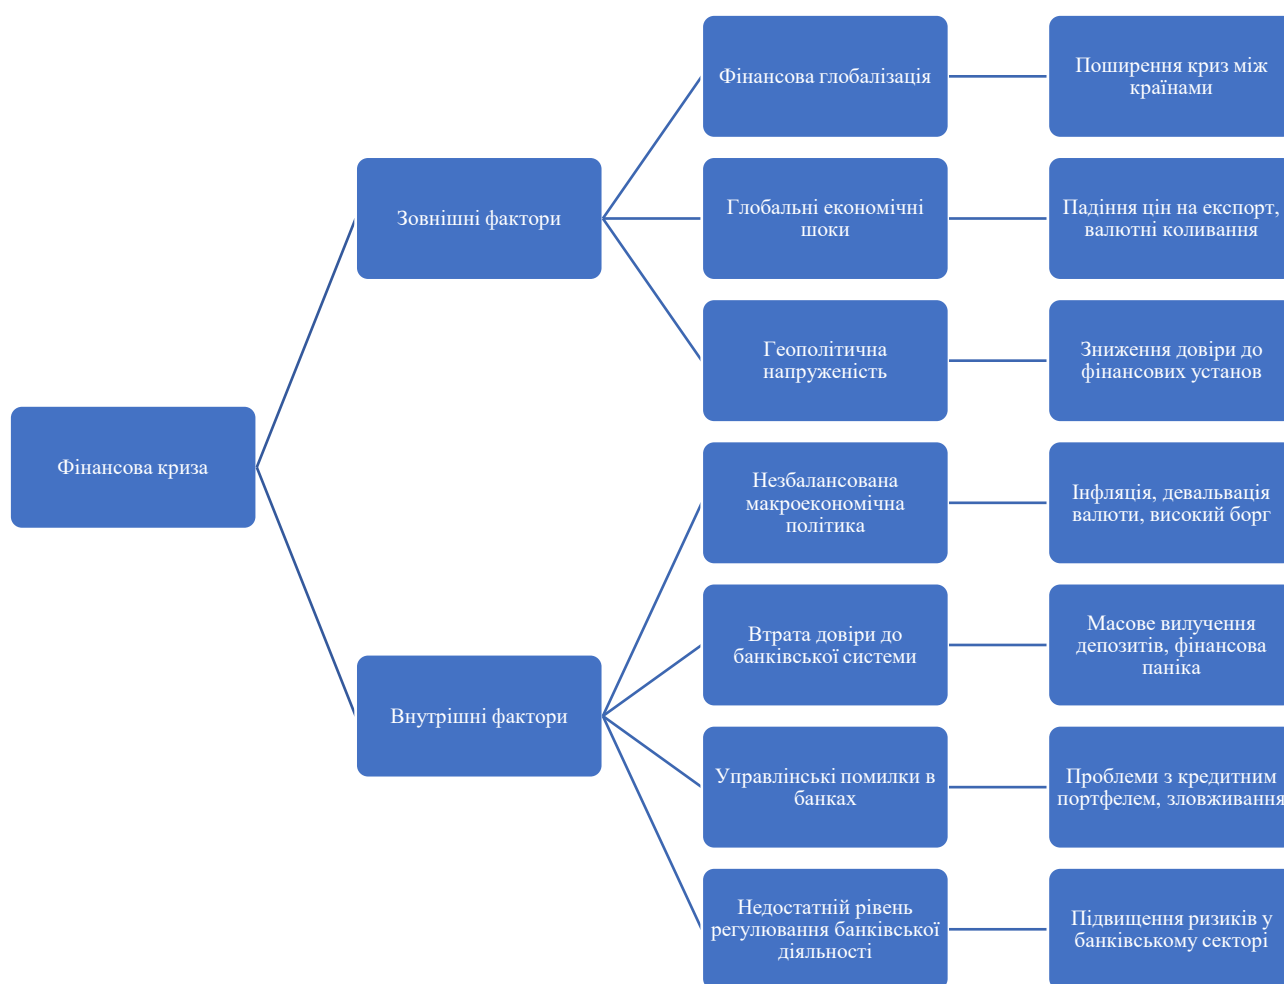 Фінансова криза
Зовнішні фактори
Фінансова глобалізація
Поширення криз між
країнами
Глобальні економічні
шоки
Падіння цін на експорт,
валютні коливання
Геополітична
напруженість
Зниження довіри до
фінансових установ
Внутрішні фактори
Незбалансована
макроекономічна
політика
Інфляція, девальвація
валюти, високий борг
Втрата довіри до
банківської системи
Масове вилучення
депозитів, фінансова
паніка
Управлінські помилки в
банках
Проблеми з кредитним
портфелем, зловживання
Недостатній рівень
регулювання банківської
діяльності
Підвищення ризиків у
банківському секторі